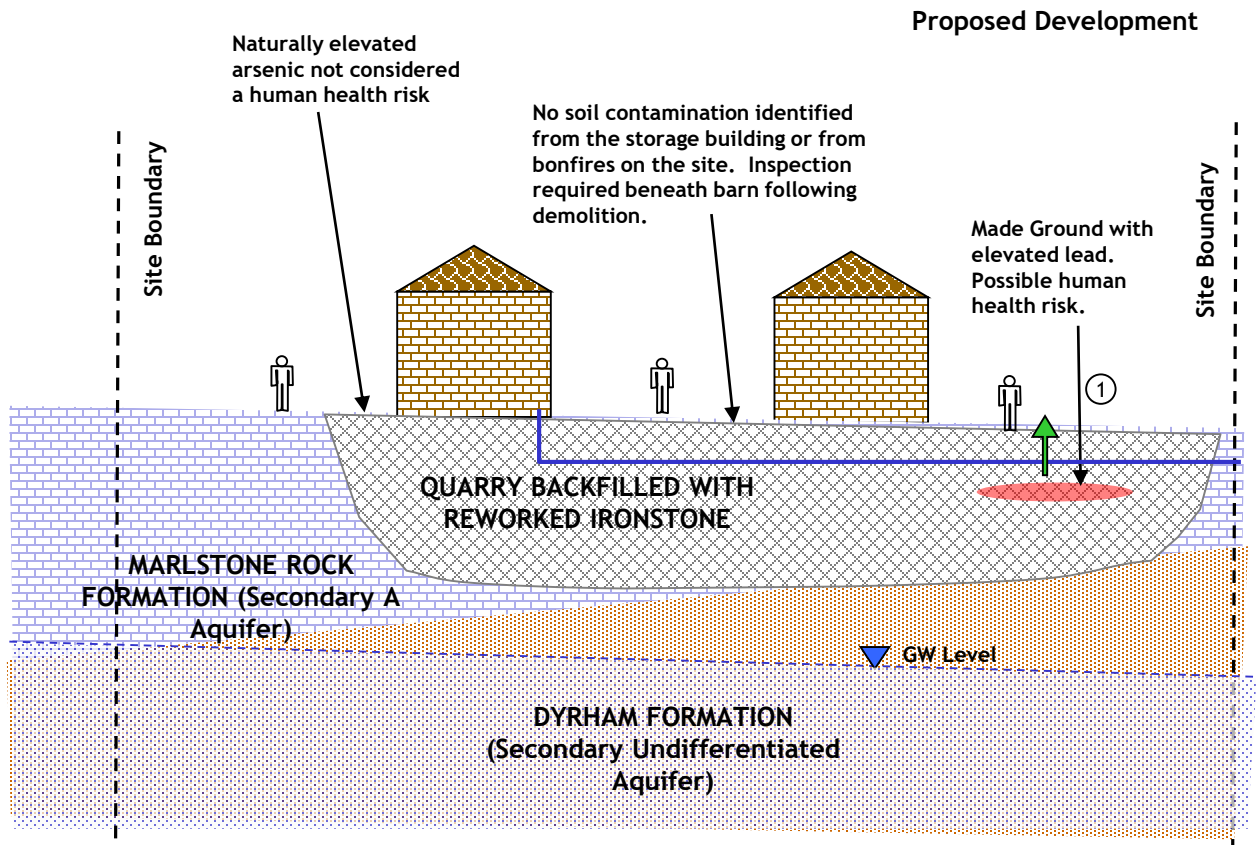 Proposed Development
Naturally elevated
arsenic not considered
a human health risk
No soil contamination identified
from the storage building or from
bonfires on the site.  Inspection
required beneath barn following
demolition.
Made Ground with
elevated lead.
Possible human
health risk.
Site Boundary
Site Boundary
1
QUARRY BACKFILLED WITH
REWORKED IRONSTONE
MARLSTONE ROCK
FORMATION (Secondary A
Aquifer)
GW Level
DYRHAM FORMATION
(Secondary Undifferentiated
Aquifer)